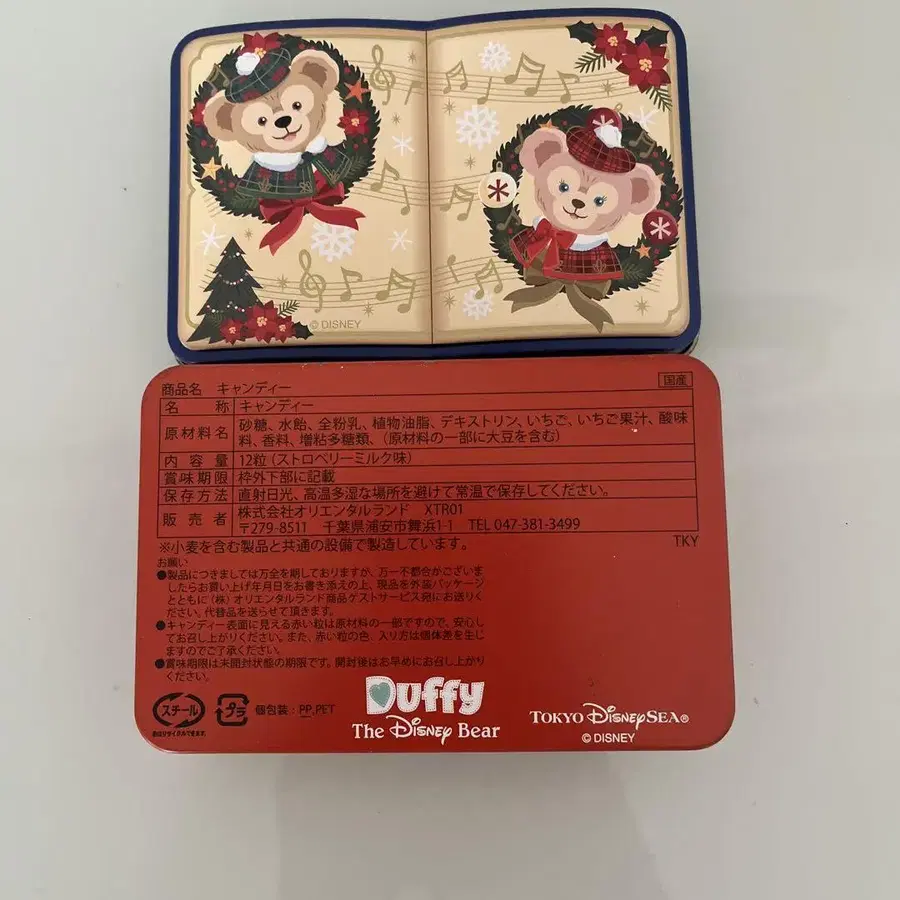 © DISNEY
商品名 キャンディー
国産
名 称 キャンディー
原材料名 砂糖、水飴、全粉乳、植物油脂、デキストリン、いちご、いちご果汁、酸味
料、香料、増粘多糖類、(原材料の一部に大豆を含む)
内 容 量 12粒(ストロベリーミルク味)
賞味期限 枠外下部に記載
保存方法 直射日光、高温多湿な場所を避けて常温で保存してください。
販 売 者 株式会社オリエンタルランド XTR01
〒279-8511 千葉県浦安市舞浜1-1 TEL 047-381-3499
※小麦を含む製品と共通の設備で製造しています。
TKY
お願い
●製品につきましては万全を期しておりますが、万一不都合がございま
したらお買い上げ年月日をお書き添えの上、現品を外装パッケージ
とともに(株)オリエンタルランド商品ゲストサービス宛にお送りく
ださい。代替品を送らせて頂きます。
●キャンディー表面に見える赤い粒は原材料の一部ですので、安心し
てお召し上がりください。また、赤い粒の色、入り方は個体差を生じ
ますのでご了承ください。
●賞味期限は未開封状態の期限です。開封後はお早めにお召し上がり
ください。
スチール
プラ
個包装:PP,PET
Duffy
The Disney Bear
TOKYO DISNEYSEA®
© DISNEY